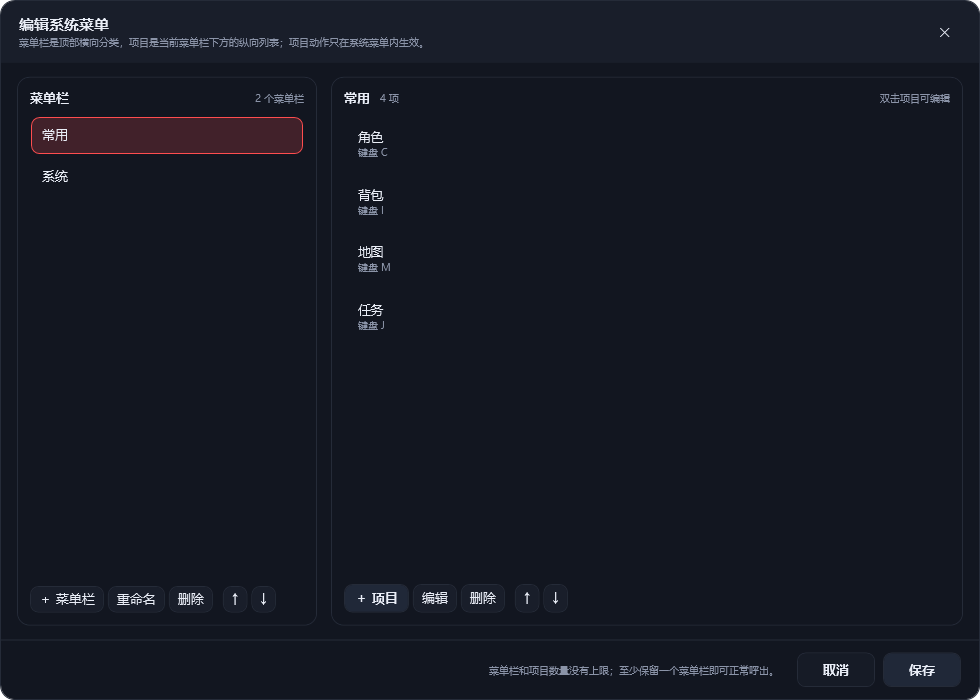 编辑系统菜单
菜单栏是顶部横向分类，项目是当前菜单栏下方的纵向列表；项目动作只在系统菜单内生效。
菜单栏 2 个菜单栏
常用
系统
+ 菜单栏 重命名 删除 ↑ ↓
常用 4 项 双击项目可编辑
角色
键盘 C
背包
键盘 I
地图
键盘 M
任务
键盘 J
+ 项目 编辑 删除 ↑ ↓
菜单栏和项目数量没有上限；至少保留一个菜单栏即可正常呼出。
取消 保存